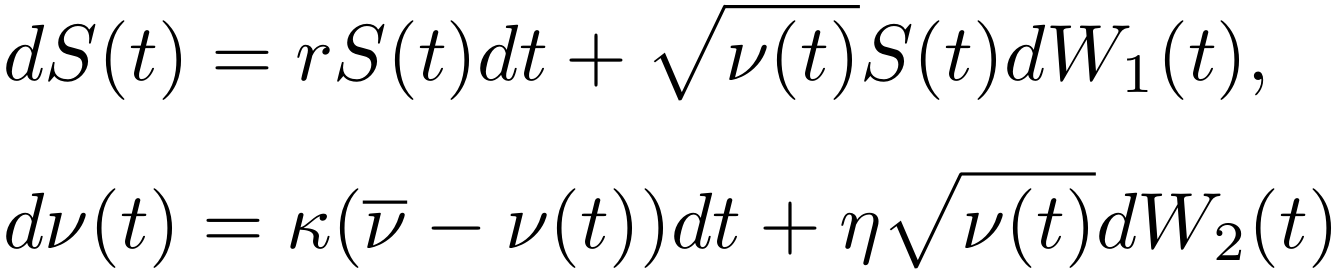 dS(t) = rS(t)dt + √ν(t)S(t)dW₁(t),
dν(t) = κ(ν̅ − ν(t))dt + η√ν(t)dW₂(t)